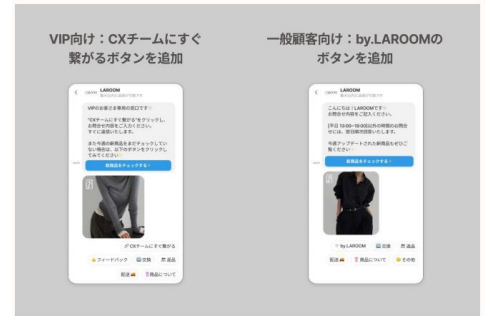 VIP向け：CXチームにすぐ
繋がるボタンを追加
LAROOM
VIPのお客さま専用の窓口です♡
"CXチームにすぐ繋がる"をクリックし、
お問合せ内容をご入力ください。
すぐに返信いたします。
また今週の新商品をまだチェックしてい
ない場合は、以下のボタンをクリックし
てみてください♡
新商品をチェックする
CXチームにすぐ繋がる
フィードバック
交換
返品
配送
商品について
一般顧客向け：by.LAROOMの
ボタンを追加
LAROOM
こんにちは！LAROOMです♡
お問合せ内容をご記入ください。
今週アップデートされた新商品もぜひご
覧ください♡
新商品をチェックする
by.LAROOM
交換
返品
配送
商品について
その他